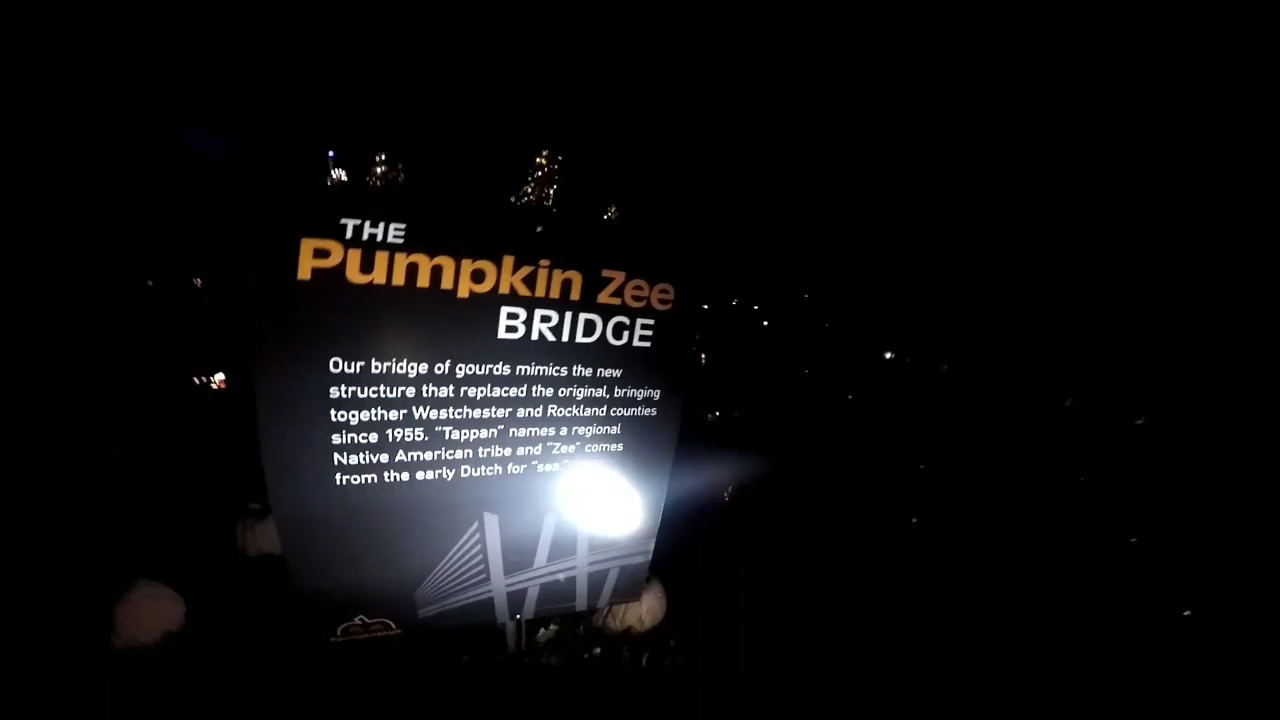 THE
Pumpkin Zee
BRIDGE
Our bridge of gourds mimics the new
structure that replaced the original, bringing
together Westchester and Rockland counties
since 1955. “Tappan” names a regional
Native American tribe and “Zee” comes
from the early Dutch for “sea.